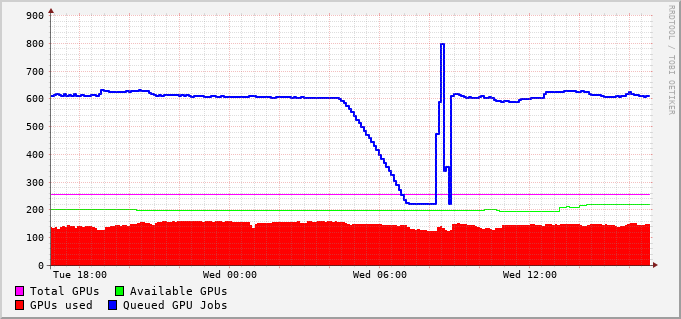 900
800
700
600
500
400
300
200
100
0
Tue 18:00 Wed 00:00 Wed 06:00 Wed 12:00
Total GPUs Available GPUs
GPUs used Queued GPU Jobs
RRDTOOL / TOBI OETIKER